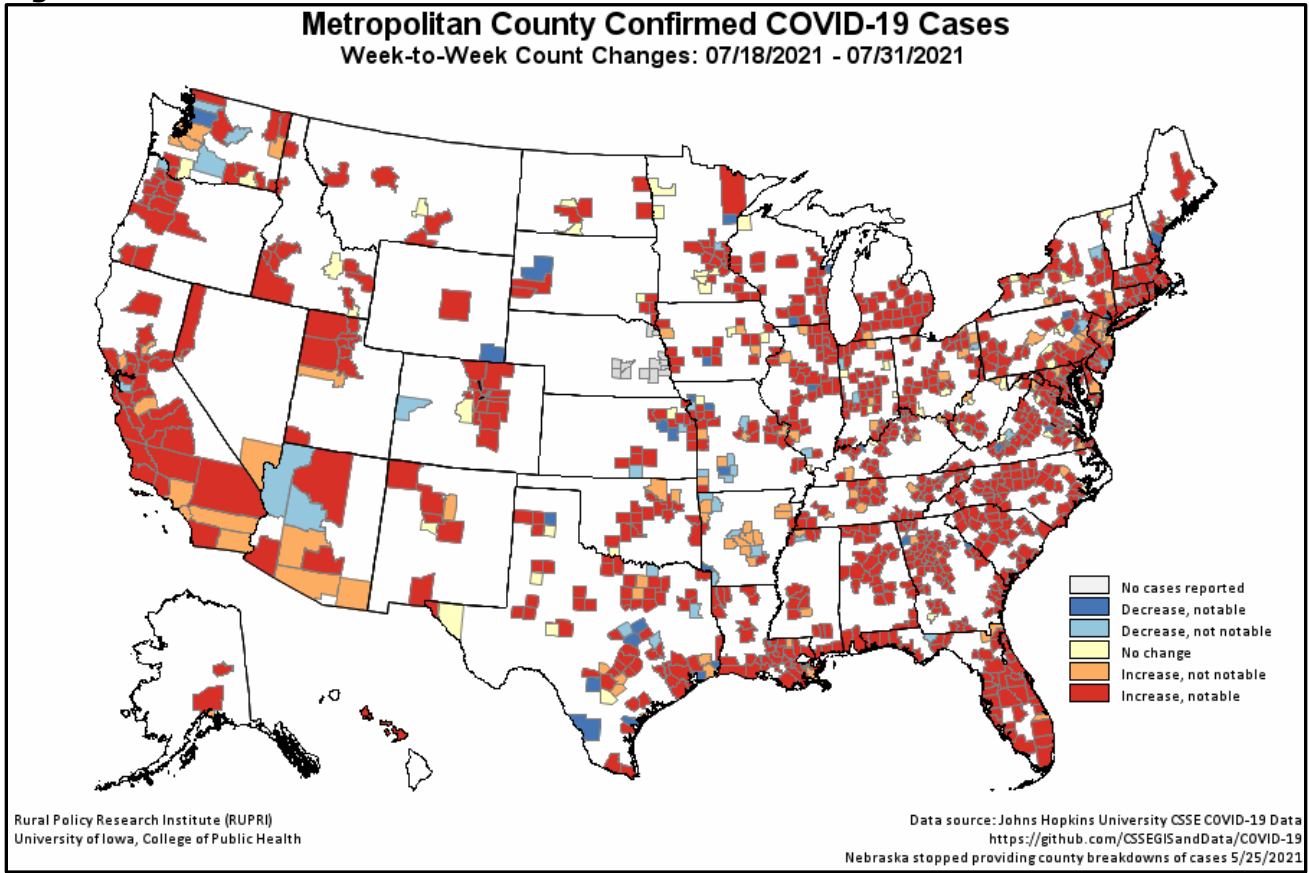 Metropolitan County Confirmed COVID-19 Cases
Week-to-Week Count Changes: 07/18/2021 - 07/31/2021
No cases reported
Decrease, notable
Decrease, not notable
No change
Increase, not notable
Increase, notable
Rural Policy Research Institute (RUPRI)
University of Iowa, College of Public Health
Data source: Johns Hopkins University CSSE COVID-19 Data
https://github.com/CSSEGISandData/COVID-19
Nebraska stopped providing county breakdowns of cases 5/25/2021